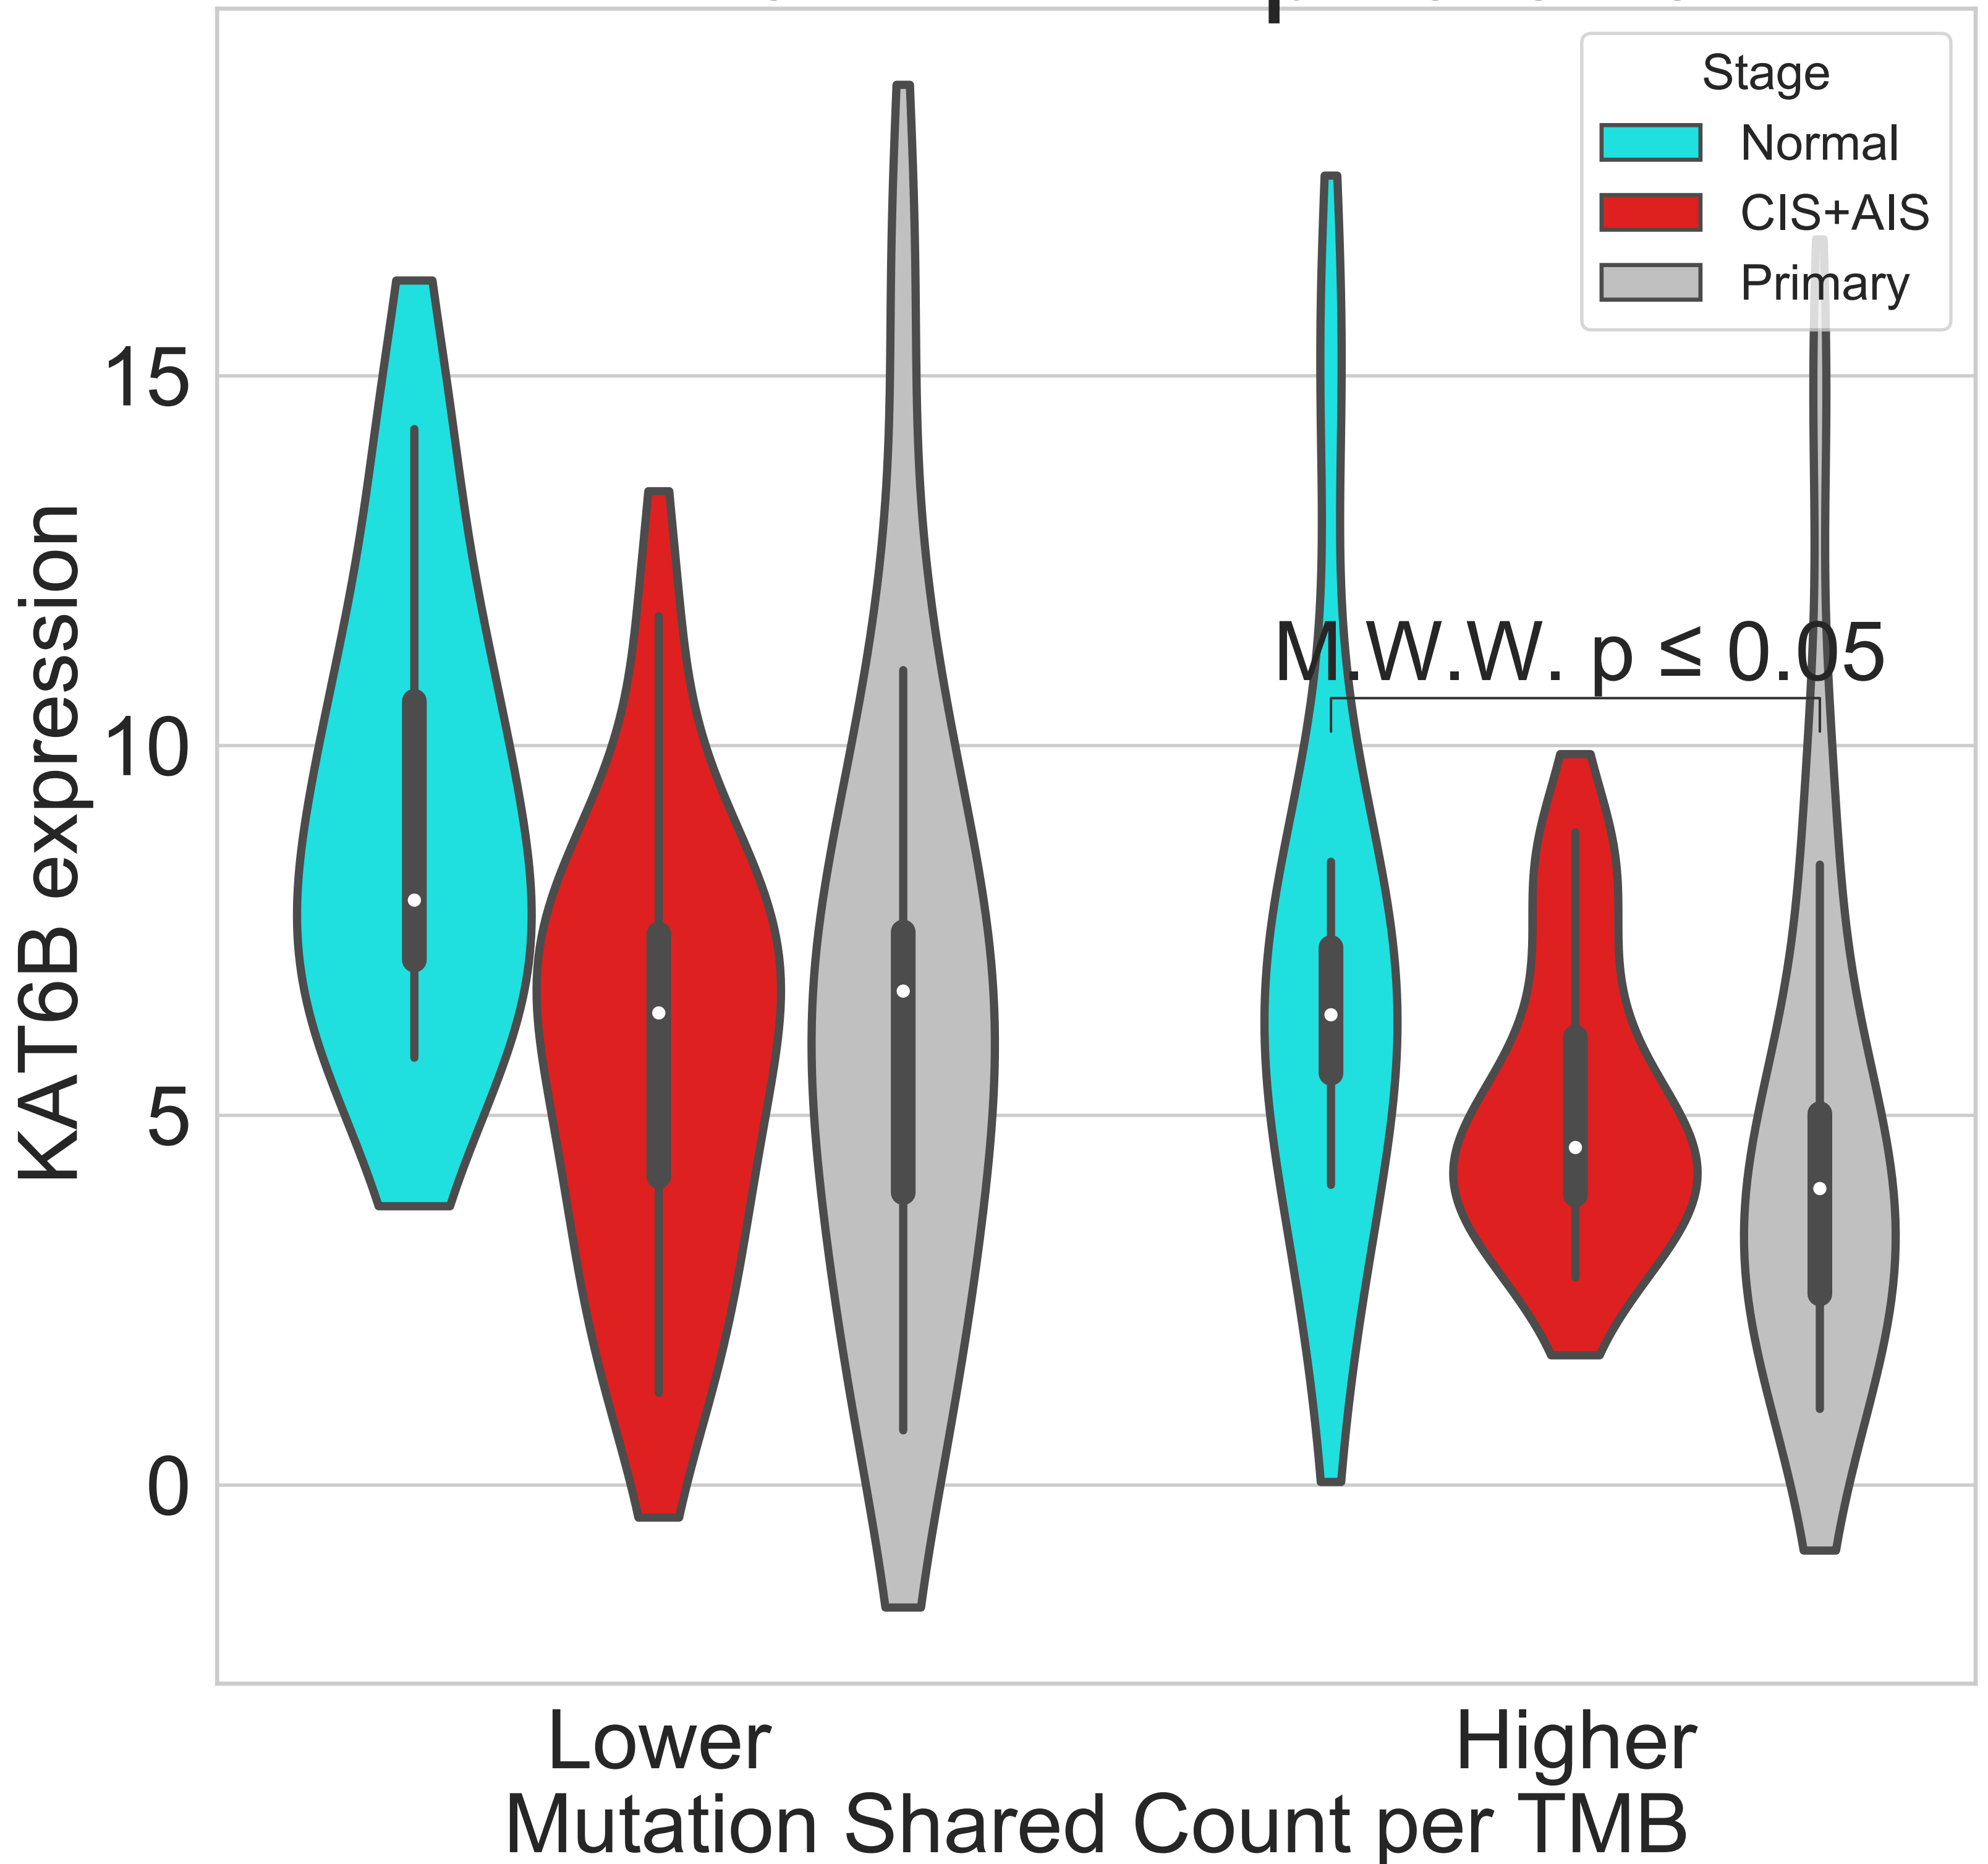 Stage
Normal
CIS+AIS
Primary
15
10
5
0
KAT6B expression
M.W.W. p ≤ 0.05
Lower
Higher
Mutation Shared Count per TMB